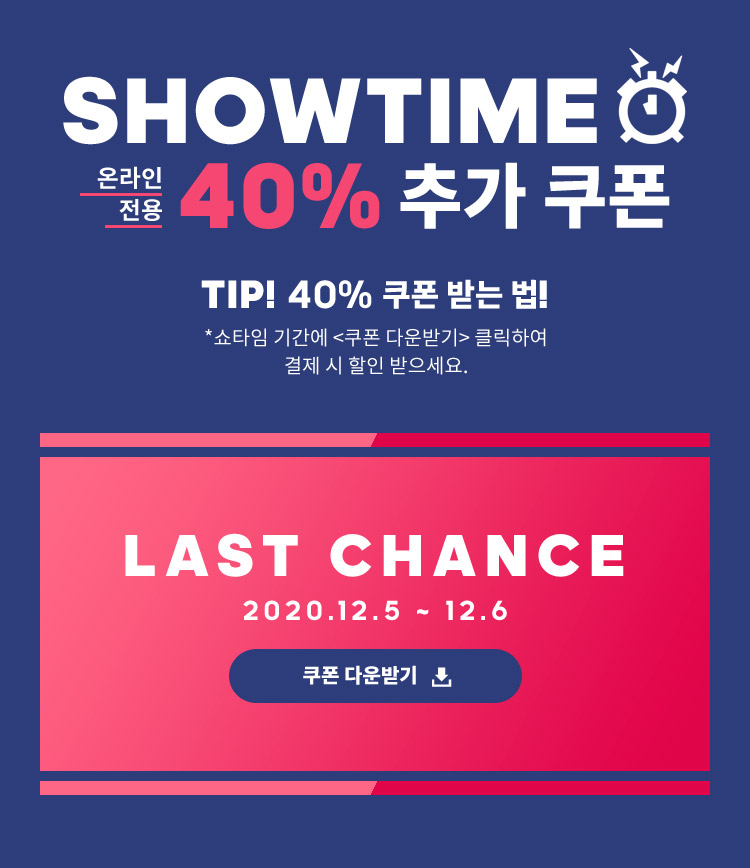 SHOWTIME
온라인
전용
40% 추가 쿠폰
TIP! 40% 쿠폰 받는 법!
*쇼타임 기간에 <쿠폰 다운받기> 클릭하여
결제 시 할인 받으세요.
LAST CHANCE
2020.12.5 ~ 12.6
쿠폰 다운받기